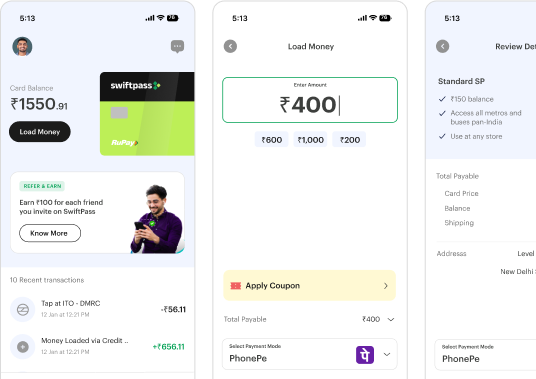 5:13
26
Card Balance
₹1550.91
Load Money
swiftpass
RuPay
REFER & EARN
Earn ₹100 for each friend
you invite on SwiftPass
Know More
10 Recent transactions
Tap at ITO - DMRC
12 Jan at 12:21 PM
-₹56.11
Money Loaded via Credit ..
12 Jan at 12:21 PM
+₹656.11
5:13
26
Load Money
Enter Amount
₹400
₹600
₹1,000
₹200
Apply Coupon
Total Payable
₹400
Select Payment Mode
PhonePe
पे
5:13
Review Det
Standard SP
₹150 balance
Access all metros and
buses pan-India
Use at any store
Total Payable
Card Price
Balance
Shipping
Addresss
Level
New Delhi
Select Payment Mode
PhonePe